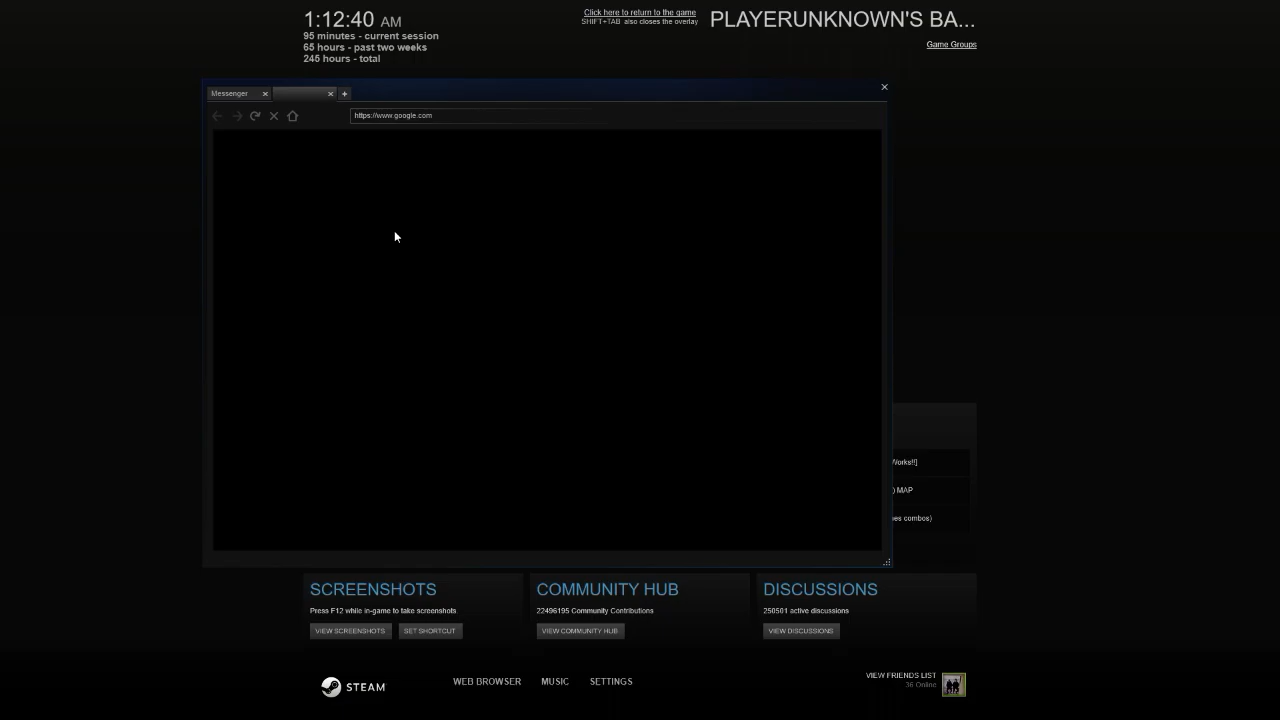 1:12:40 AM
95 minutes - current session
65 hours - past two weeks
245 hours - total
Click here to return to the game
SHIFT+TAB also closes the overlay
PLAYERUNKNOWN'S BA...
Game Groups
Messenger
https://www.google.com
Works!!]
) MAP
es combos)
SCREENSHOTS
Press F12 while in-game to take screenshots
VIEW SCREENSHOTS
SET SHORTCUT
COMMUNITY HUB
22496195 Community Contributions
VIEW COMMUNITY HUB
DISCUSSIONS
250501 active discussions
VIEW DISCUSSIONS
STEAM
WEB BROWSER
MUSIC
SETTINGS
VIEW FRIENDS LIST
36 Online